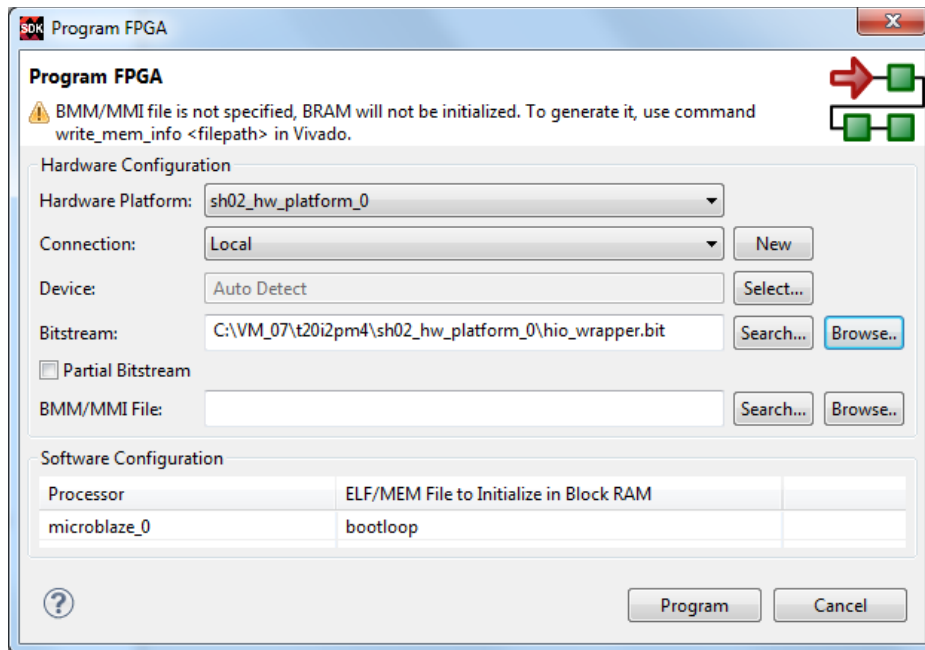 SDK Program FPGA
Program FPGA
BMM/MMI file is not specified, BRAM will not be initialized. To generate it, use command
write_mem_info <filepath> in Vivado.
Hardware Configuration
Hardware Platform: sh02_hw_platform_0
Connection: Local New
Device: Auto Detect Select...
Bitstream: C:\VM_07\t20i2pm4\sh02_hw_platform_0\hio_wrapper.bit Search... Browse..
Partial Bitstream
BMM/MMI File: Search... Browse..
Software Configuration
Processor ELF/MEM File to Initialize in Block RAM
microblaze_0 bootloop
? Program Cancel